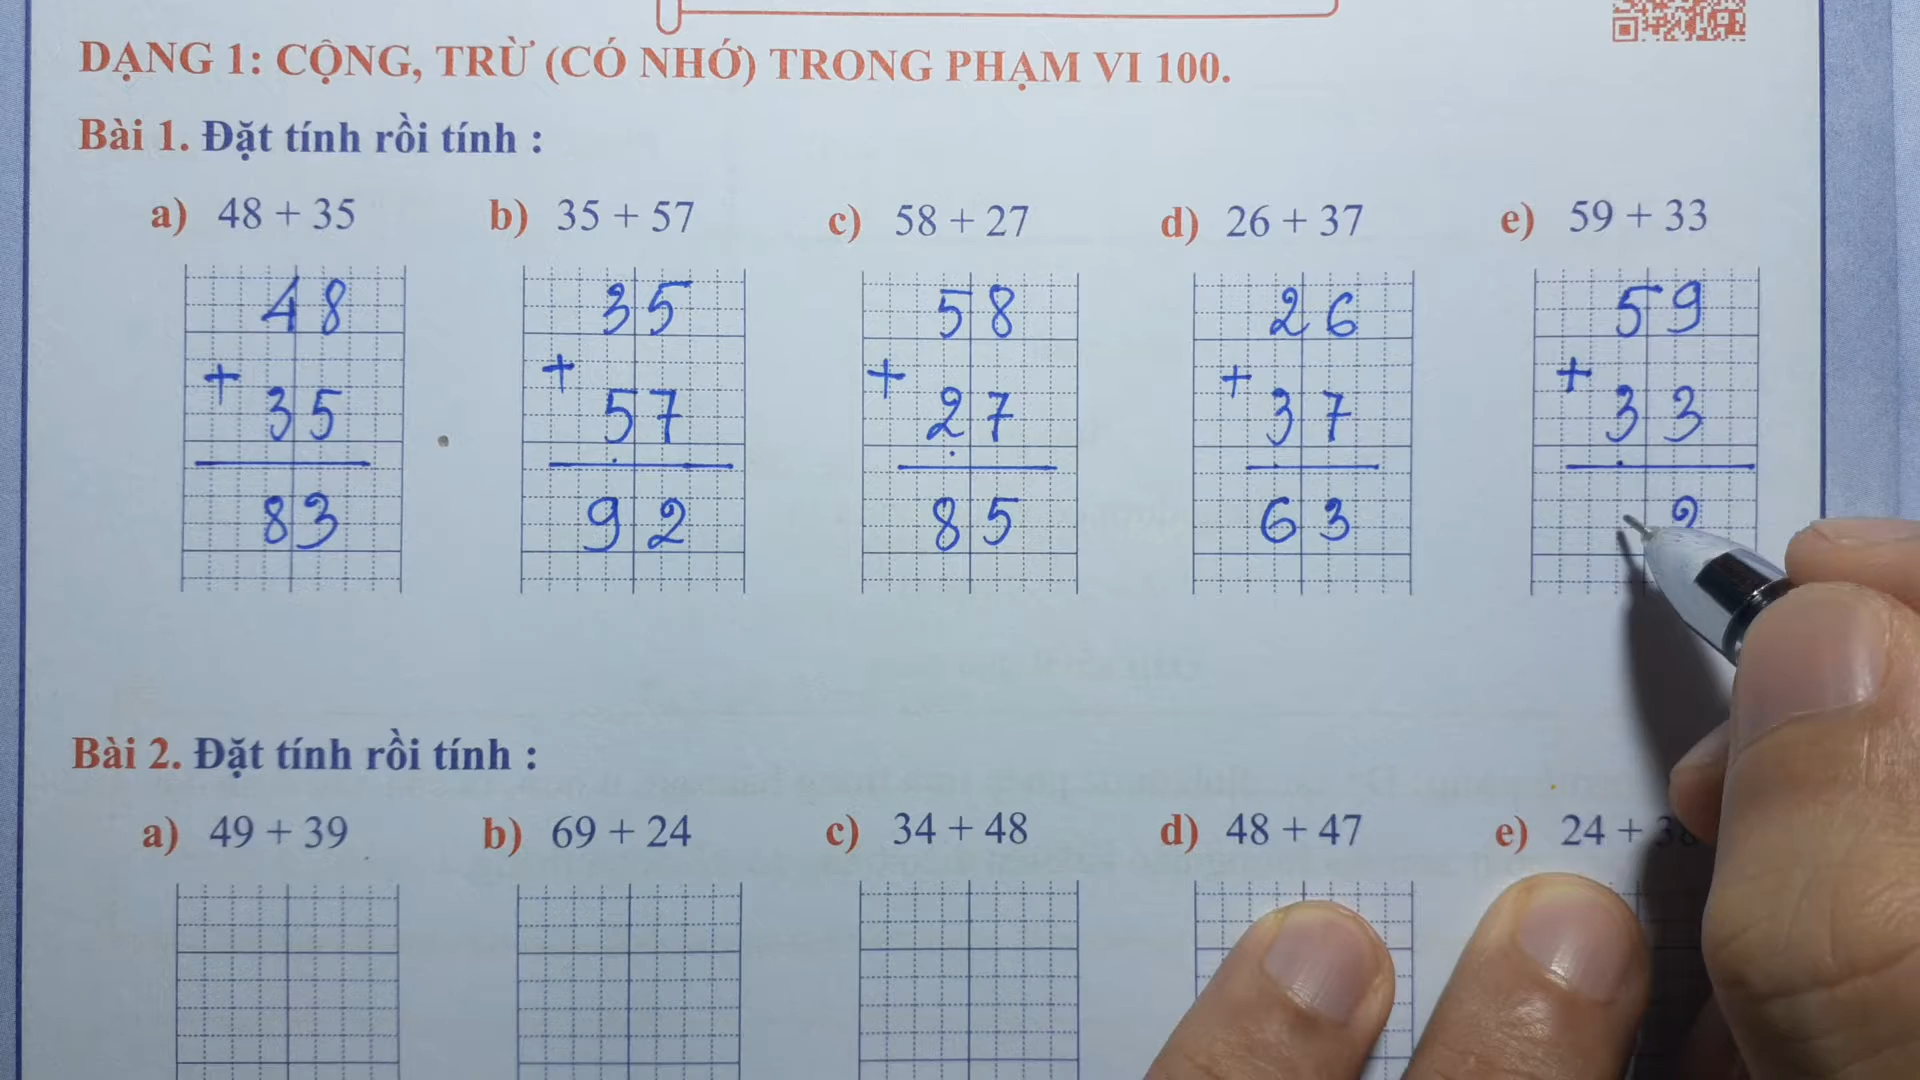 DẠNG 1: CỘNG, TRỪ (CÓ NHỚ) TRONG PHẠM VI 100.
Bài 1. Đặt tính rồi tính :
a) 48 + 35 b) 35 + 57 c) 58 + 27 d) 26 + 37 e) 59 + 33
48 35 58 26 59
+ + + + +
35 57 27 37 33
83 92 85 63 2
Bài 2. Đặt tính rồi tính :
a) 49 + 39 b) 69 + 24 c) 34 + 48 d) 48 + 47 e) 24 +